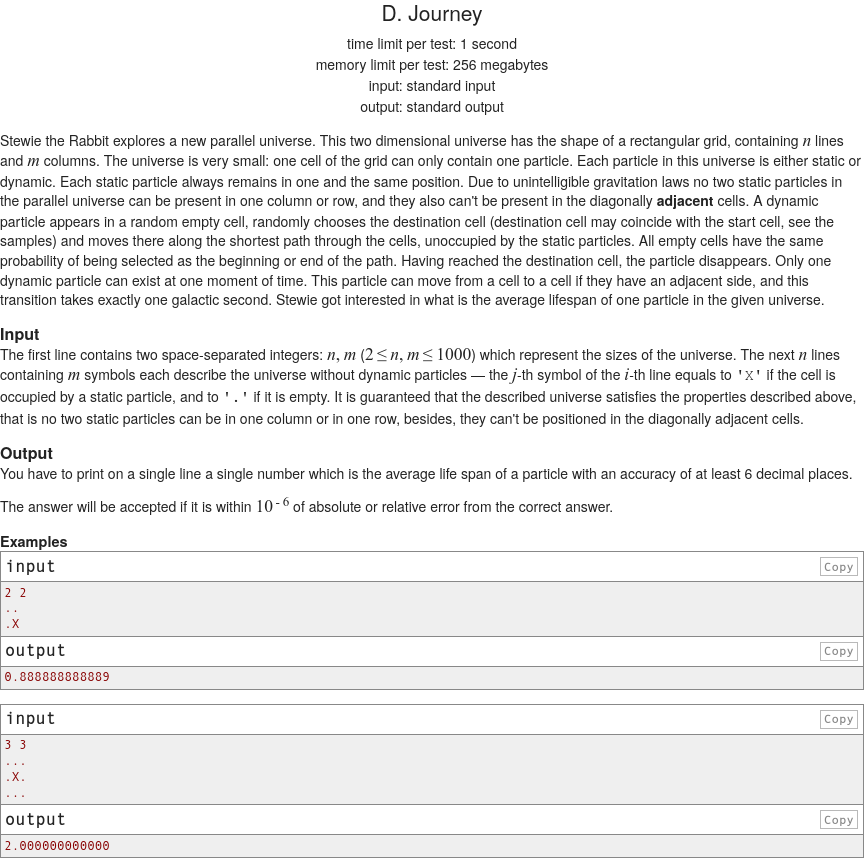 D. Journey
time limit per test: 1 second
memory limit per test: 256 megabytes
input: standard input
output: standard output
Stewie the Rabbit explores a new parallel universe. This two dimensional universe has the shape of a rectangular grid, containing n lines
and m columns. The universe is very small: one cell of the grid can only contain one particle. Each particle in this universe is either static or
dynamic. Each static particle always remains in one and the same position. Due to unintelligible gravitation laws no two static particles in
the parallel universe can be present in one column or row, and they also can't be present in the diagonally adjacent cells. A dynamic
particle appears in a random empty cell, randomly chooses the destination cell (destination cell may coincide with the start cell, see the
samples) and moves there along the shortest path through the cells, unoccupied by the static particles. All empty cells have the same
probability of being selected as the beginning or end of the path. Having reached the destination cell, the particle disappears. Only one
dynamic particle can exist at one moment of time. This particle can move from a cell to a cell if they have an adjacent side, and this
transition takes exactly one galactic second. Stewie got interested in what is the average lifespan of one particle in the given universe.
Input
The first line contains two space-separated integers: n, m (2 ≤ n, m ≤ 1000) which represent the sizes of the universe. The next n lines
containing m symbols each describe the universe without dynamic particles — the j-th symbol of the i-th line equals to 'X' if the cell is
occupied by a static particle, and to '.' if it is empty. It is guaranteed that the described universe satisfies the properties described above,
that is no two static particles can be in one column or in one row, besides, they can't be positioned in the diagonally adjacent cells.
Output
You have to print on a single line a single number which is the average life span of a particle with an accuracy of at least 6 decimal places.
The answer will be accepted if it is within 10^-6 of absolute or relative error from the correct answer.
Examples
input Copy
2 2
..
.X
output Copy
0.888888888889
input Copy
3 3
...
.X.
...
output Copy
2.000000000000